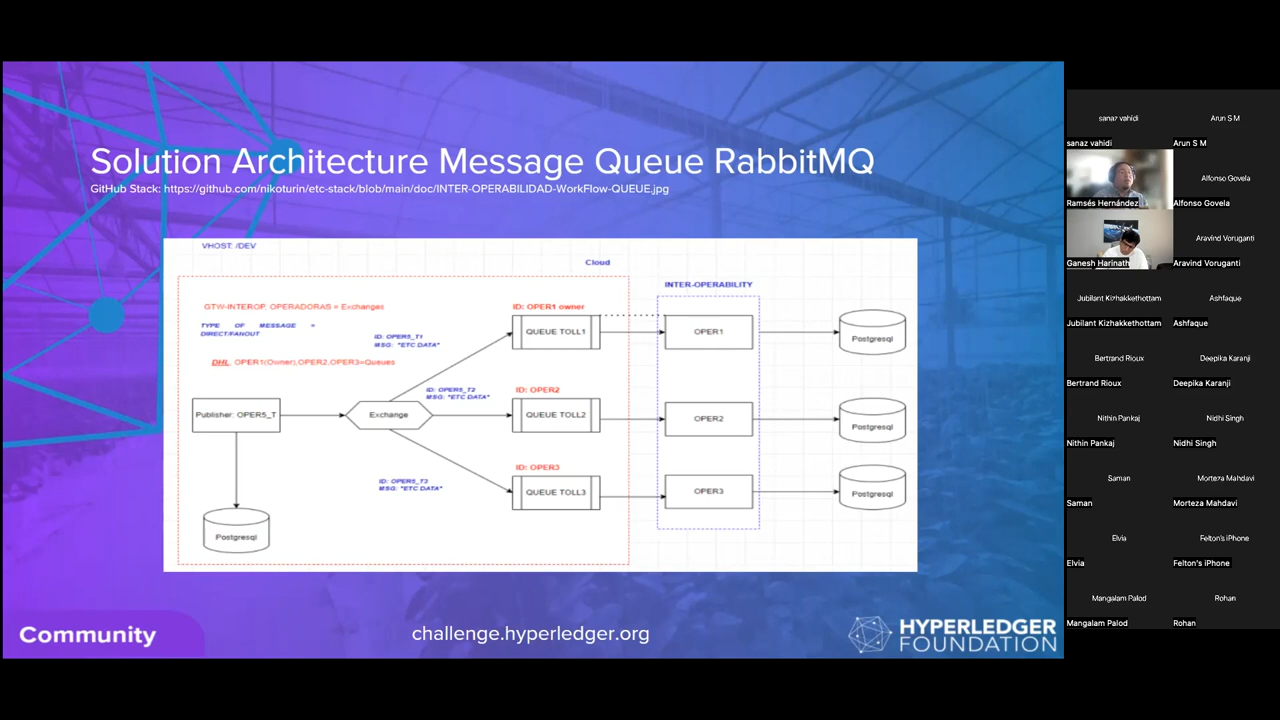 Solution Architecture Message Queue RabbitMQ
GitHub Stack: https://github.com/nikoturin/etc-stack/blob/main/doc/INTER-OPERABILIDAD-WorkFlow-QUEUE.jpg
VHOST: /DEV
Cloud
GTW-INTEROP, OPERADORAS = Exchanges
TYPE OF MESSAGE =
DIRECT/FANOUT
DHL, OPER1(Owner),OPER2,OPER3=Queues
ID: OPER5_T1
MSG: "ETC DATA"
ID: OPER5_T2
MSG: "ETC DATA"
ID: OPER5_T3
MSG: "ETC DATA"
Publisher: OPER5_T
Exchange
Postgresql
ID: OPER1 owner
QUEUE TOLL1
ID: OPER2
QUEUE TOLL2
ID: OPER3
QUEUE TOLL3
INTER-OPERABILITY
OPER1
OPER2
OPER3
Postgresql
Postgresql
Postgresql
Community
challenge.hyperledger.org
HYPERLEDGER
FOUNDATION
sanaz vahidi
Arun S M
sanaz vahidi
Arun S M
Alfonso Govela
Ramsés Hernández
Alfonso Govela
Aravind Voruganti
Ganesh Harinath
Aravind Voruganti
Jubilant Kizhakkethottam
Ashfaque
Jubilant Kizhakkethottam
Ashfaque
Bertrand Rioux
Deepika Karanji
Bertrand Rioux
Deepika Karanji
Nithin Pankaj
Nidhi Singh
Nithin Pankaj
Nidhi Singh
Saman
Morteza Mahdavi
Saman
Morteza Mahdavi
Elvia
Felton's iPhone
Elvia
Felton's iPhone
Mangalam Palod
Rohan
Mangalam Palod
Rohan